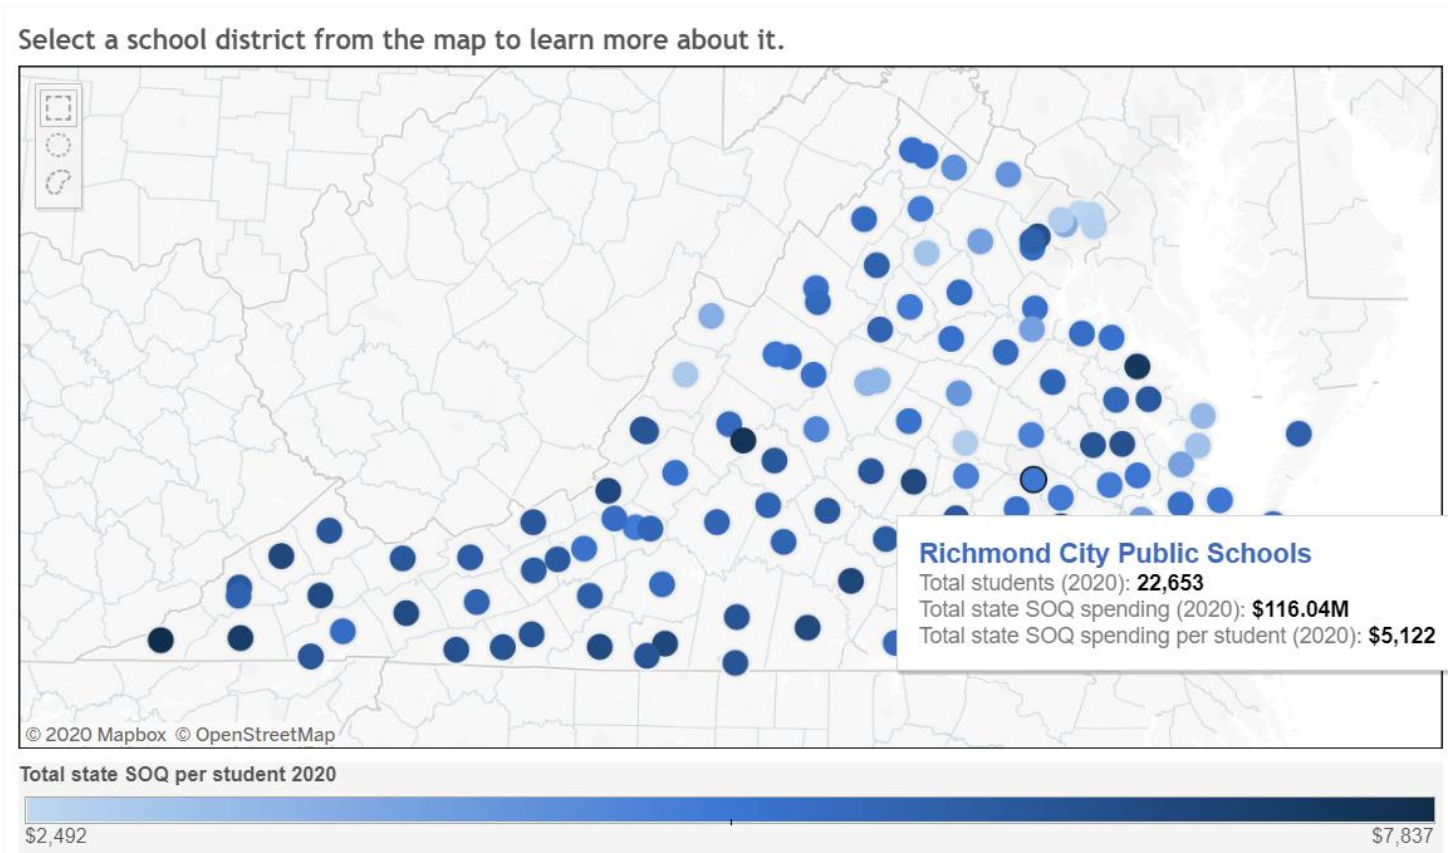 Select a school district from the map to learn more about it.
Richmond City Public Schools
Total students (2020): 22,653
Total state SOQ spending (2020): $116.04M
Total state SOQ spending per student (2020): $5,122
© 2020 Mapbox © OpenStreetMap
Total state SOQ per student 2020
$2,492
$7,837